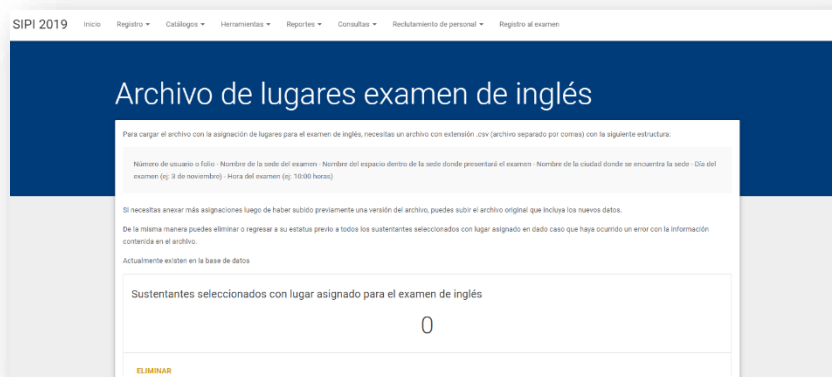 SIPI 2019 Inicio Registro Catálogos Herramientas Reportes Consultas Reclutamiento de personal Registro al examen
Archivo de lugares examen de inglés
Para cargar el archivo con la asignación de lugares para el examen de inglés, necesitas un archivo con extensión .csv (archivo separado por comas) con la siguiente estructura:
Número de usuario o folio - Nombre de la sede del examen - Nombre del espacio dentro de la sede donde presentará el examen - Nombre de la ciudad donde se encuentra la sede - Día del
examen (ej: 3 de noviembre) - Hora del examen (ej: 10:00 horas)
Si necesitas anexar más asignaciones luego de haber subido previamente una versión del archivo, puedes subir el archivo original que incluya los nuevos datos.
De la misma manera puedes eliminar o regresar a su estatus previo a todos los sustentantes seleccionados con lugar asignado en dado caso que haya ocurrido un error con la información
contenida en el archivo.
Actualmente existen en la base de datos
Sustentantes seleccionados con lugar asignado para el examen de inglés
0
ELIMINAR